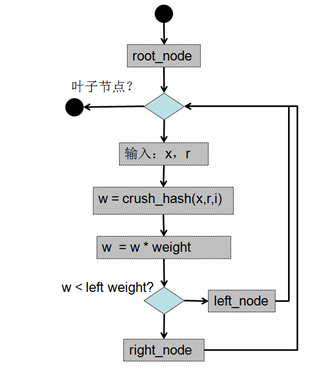 root_node
叶子节点?
输入: x, r
w = crush_hash(x,r,i)
w = w * weight
w < left weight?
left_node
right_node